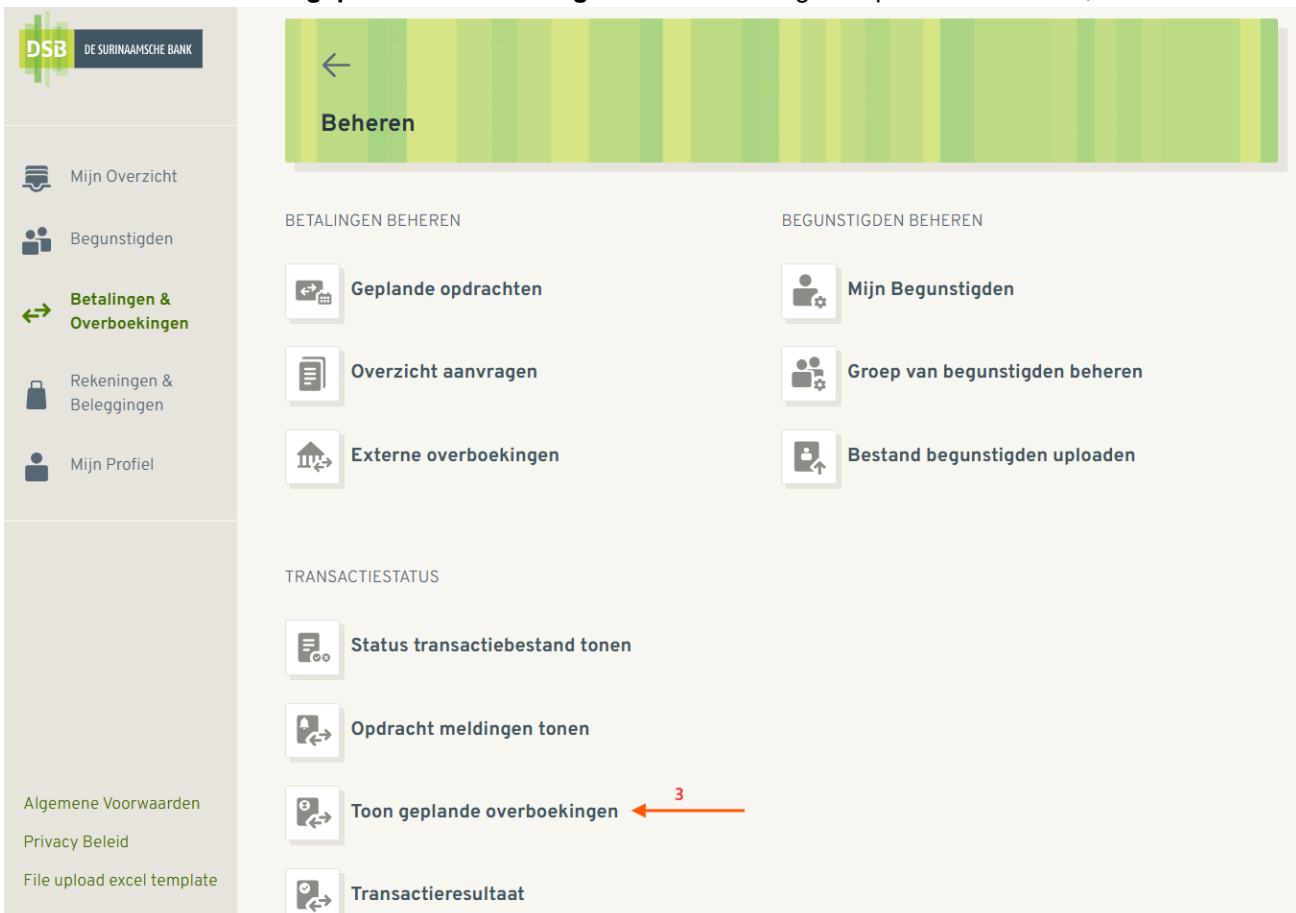 DSB DE SURINAAMSCHE BANK
Mijn Overzicht
Begunstigden
Betalingen &
Overboekingen
Rekeningen &
Beleggingen
Mijn Profiel
Algemene Voorwaarden
Privacy Beleid
File upload excel template
Beheren
BETALINGEN BEHEREN
Geplande opdrachten
Overzicht aanvragen
Externe overboekingen
BEGUNSTIGDEN BEHEREN
Mijn Begunstigden
Groep van begunstigden beheren
Bestand begunstigden uploaden
TRANSACTIESTATUS
Status transactiebestand tonen
Opdracht meldingen tonen
Toon geplande overboekingen
3
Transactieresultaat